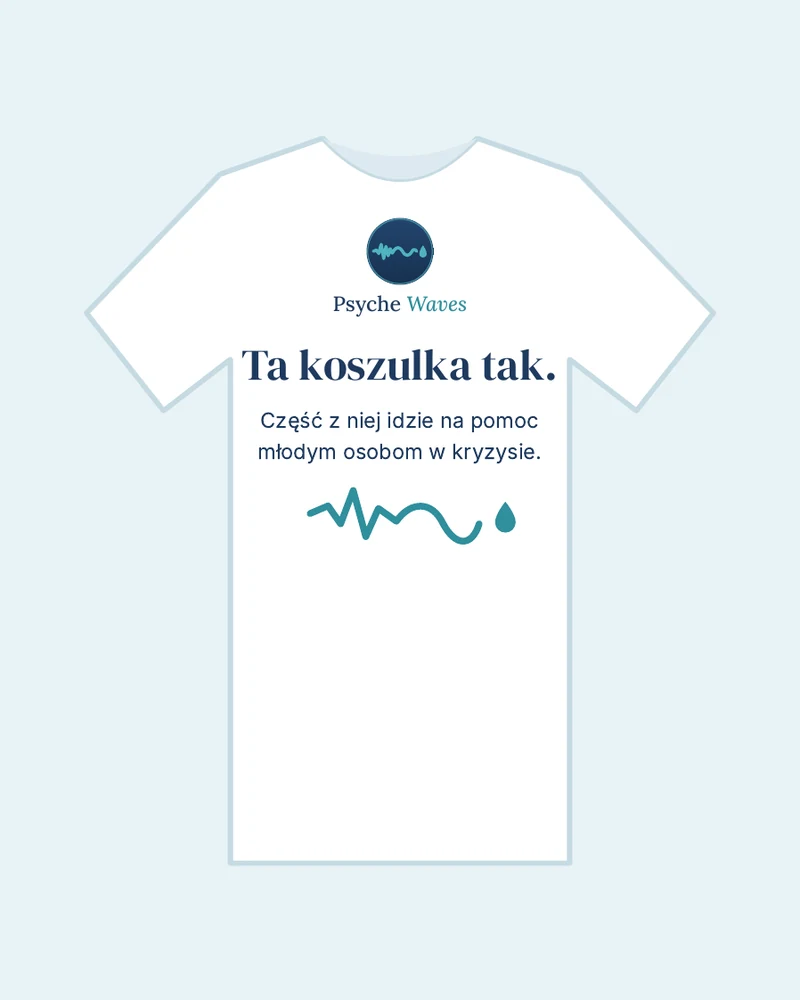 Psyche Waves
Ta koszulka tak.
Część z niej idzie na pomoc
młodym osobom w kryzysie.